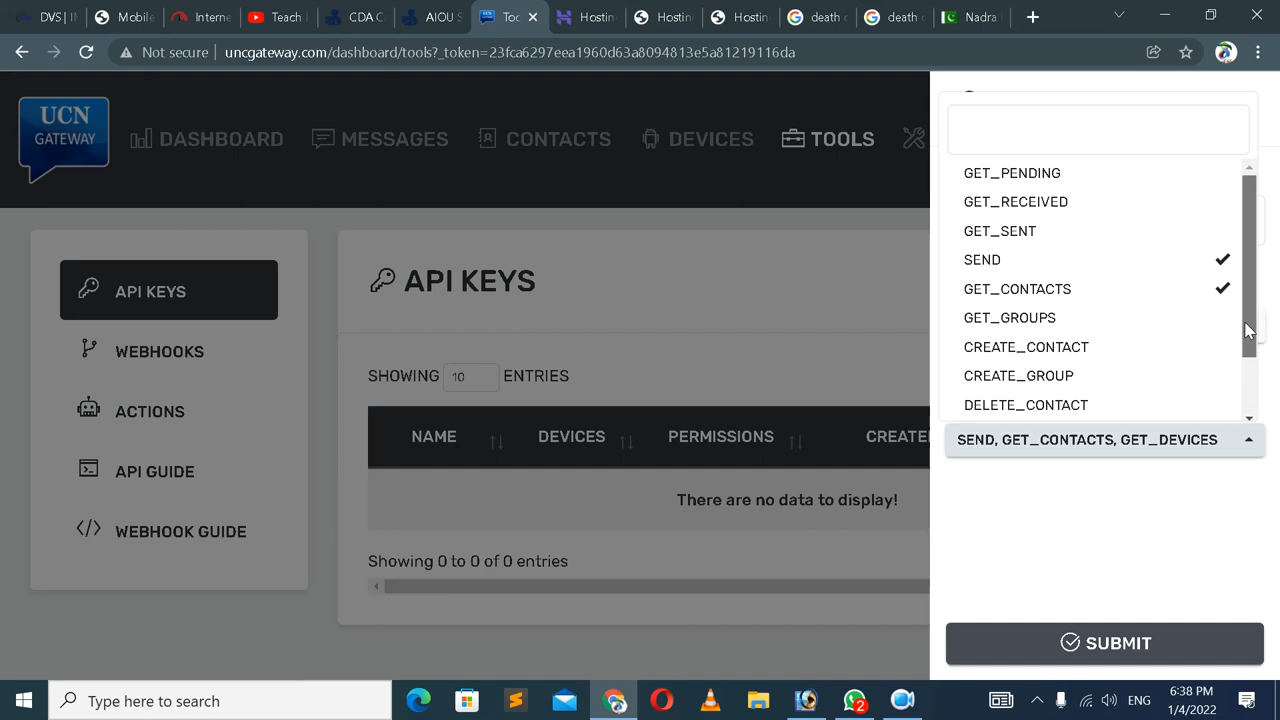 DVS | N
Mobile
Interne
Teach
CDA C
AIOU S
Too
Hostin
Hostin
Hostin
death c
death c
Nadra
Not secure
uncgateway.com/dashboard/tools?_token=23fca6297eea1960d63a8094813e5a81219116da
UCN
GATEWAY
DASHBOARD
MESSAGES
CONTACTS
DEVICES
TOOLS
API KEYS
WEBHOOKS
ACTIONS
API GUIDE
WEBHOOK GUIDE
API KEYS
SHOWING 10 ENTRIES
NAME
DEVICES
PERMISSIONS
CREATE
There are no data to display!
Showing 0 to 0 of 0 entries
GET_PENDING
GET_RECEIVED
GET_SENT
SEND
GET_CONTACTS
GET_GROUPS
CREATE_CONTACT
CREATE_GROUP
DELETE_CONTACT
SEND, GET_CONTACTS, GET_DEVICES
SUBMIT
Type here to search
2
ENG
6:38 PM
1/4/2022